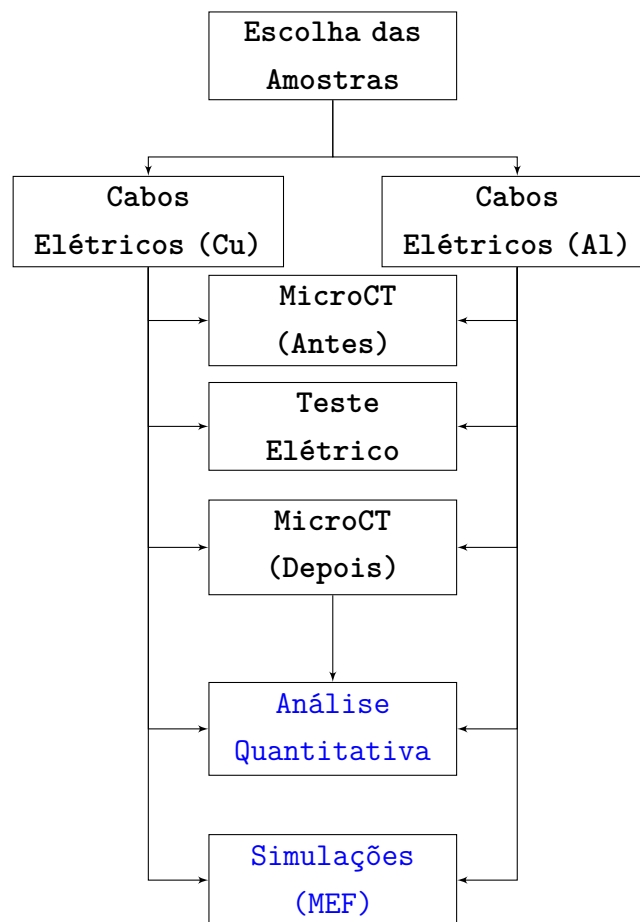 Escolha das
Amostras
Cabos
Elétricos (Cu)
Cabos
Elétricos (Al)
MicroCT
(Antes)
Teste
Elétrico
MicroCT
(Depois)
Análise
Quantitativa
Simulações
(MEF)